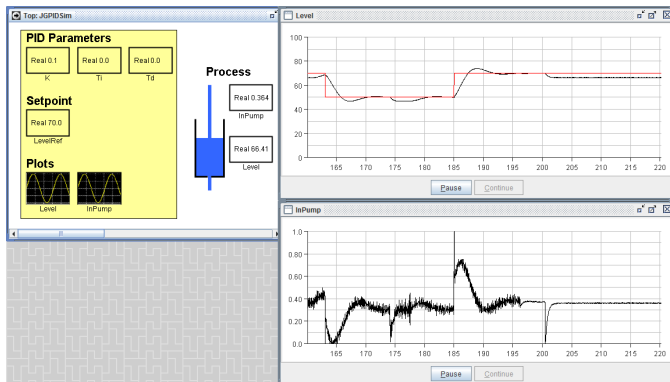 Top: JGPIDSim
PID Parameters
Real 0.1
Real 0.0
Real 0.0
K
Ti
Td
Setpoint
Real 70.0
LevelRef
Plots
Level
InPump
Process
Real 0.364
InPump
Real 66.41
Level
Level
100
80
60
40
20
0
165 170 175 180 185 190 195 200 205 210 215 220
Pause
Continue
InPump
1.0
0.80
0.60
0.40
0.20
0.0
165 170 175 180 185 190 195 200 205 210 215 220
Pause
Continue